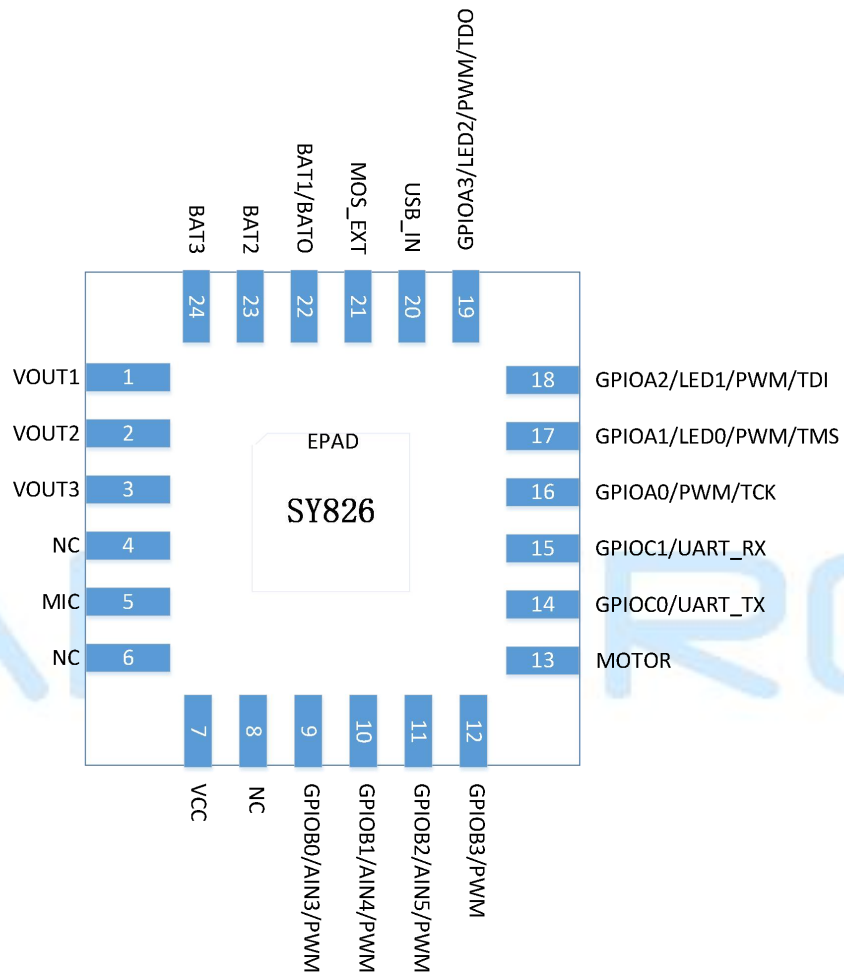 GPIOA3/LED2/PWM/TDO
USB_IN
MOS_EXT
BAT1/BATO
BAT2
BAT3
24
23
22
21
20
19
VOUT1
1
VOUT2
2
VOUT3
3
NC
4
MIC
5
NC
6
EPAD
SY826
18
GPIOA2/LED1/PWM/TDI
17
GPIOA1/LED0/PWM/TMS
16
GPIOA0/PWM/TCK
15
GPIOC1/UART_RX
14
GPIOC0/UART_TX
13
MOTOR
7
8
9
10
11
12
VCC
NC
GPIOB0/AIN3/PWM
GPIOB1/AIN4/PWM
GPIOB2/AIN5/PWM
GPIOB3/PWM